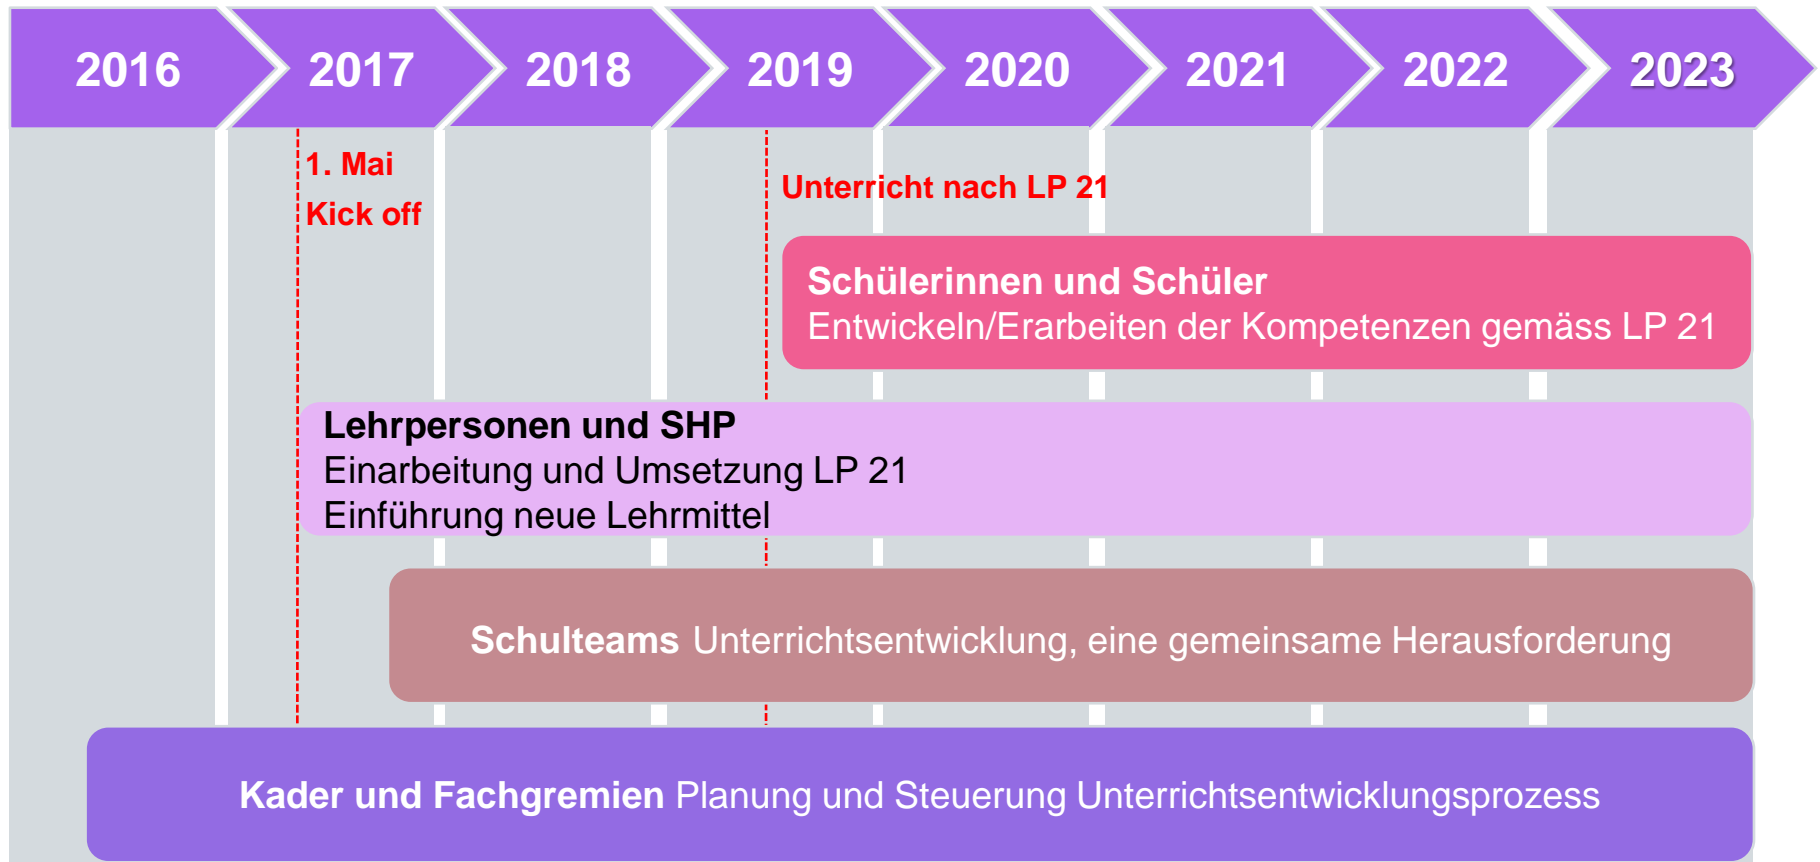 2016 2017 2018 2019 2020 2021 2022 2023
1. Mai
Kick off
Unterricht nach LP 21
Schülerinnen und Schüler
Entwickeln/Erarbeiten der Kompetenzen gemäss LP 21
Lehrpersonen und SHP
Einarbeitung und Umsetzung LP 21
Einführung neue Lehrmittel
Schulteams Unterrichtsentwicklung, eine gemeinsame Herausforderung
Kader und Fachgremien Planung und Steuerung Unterrichtsentwicklungsprozess